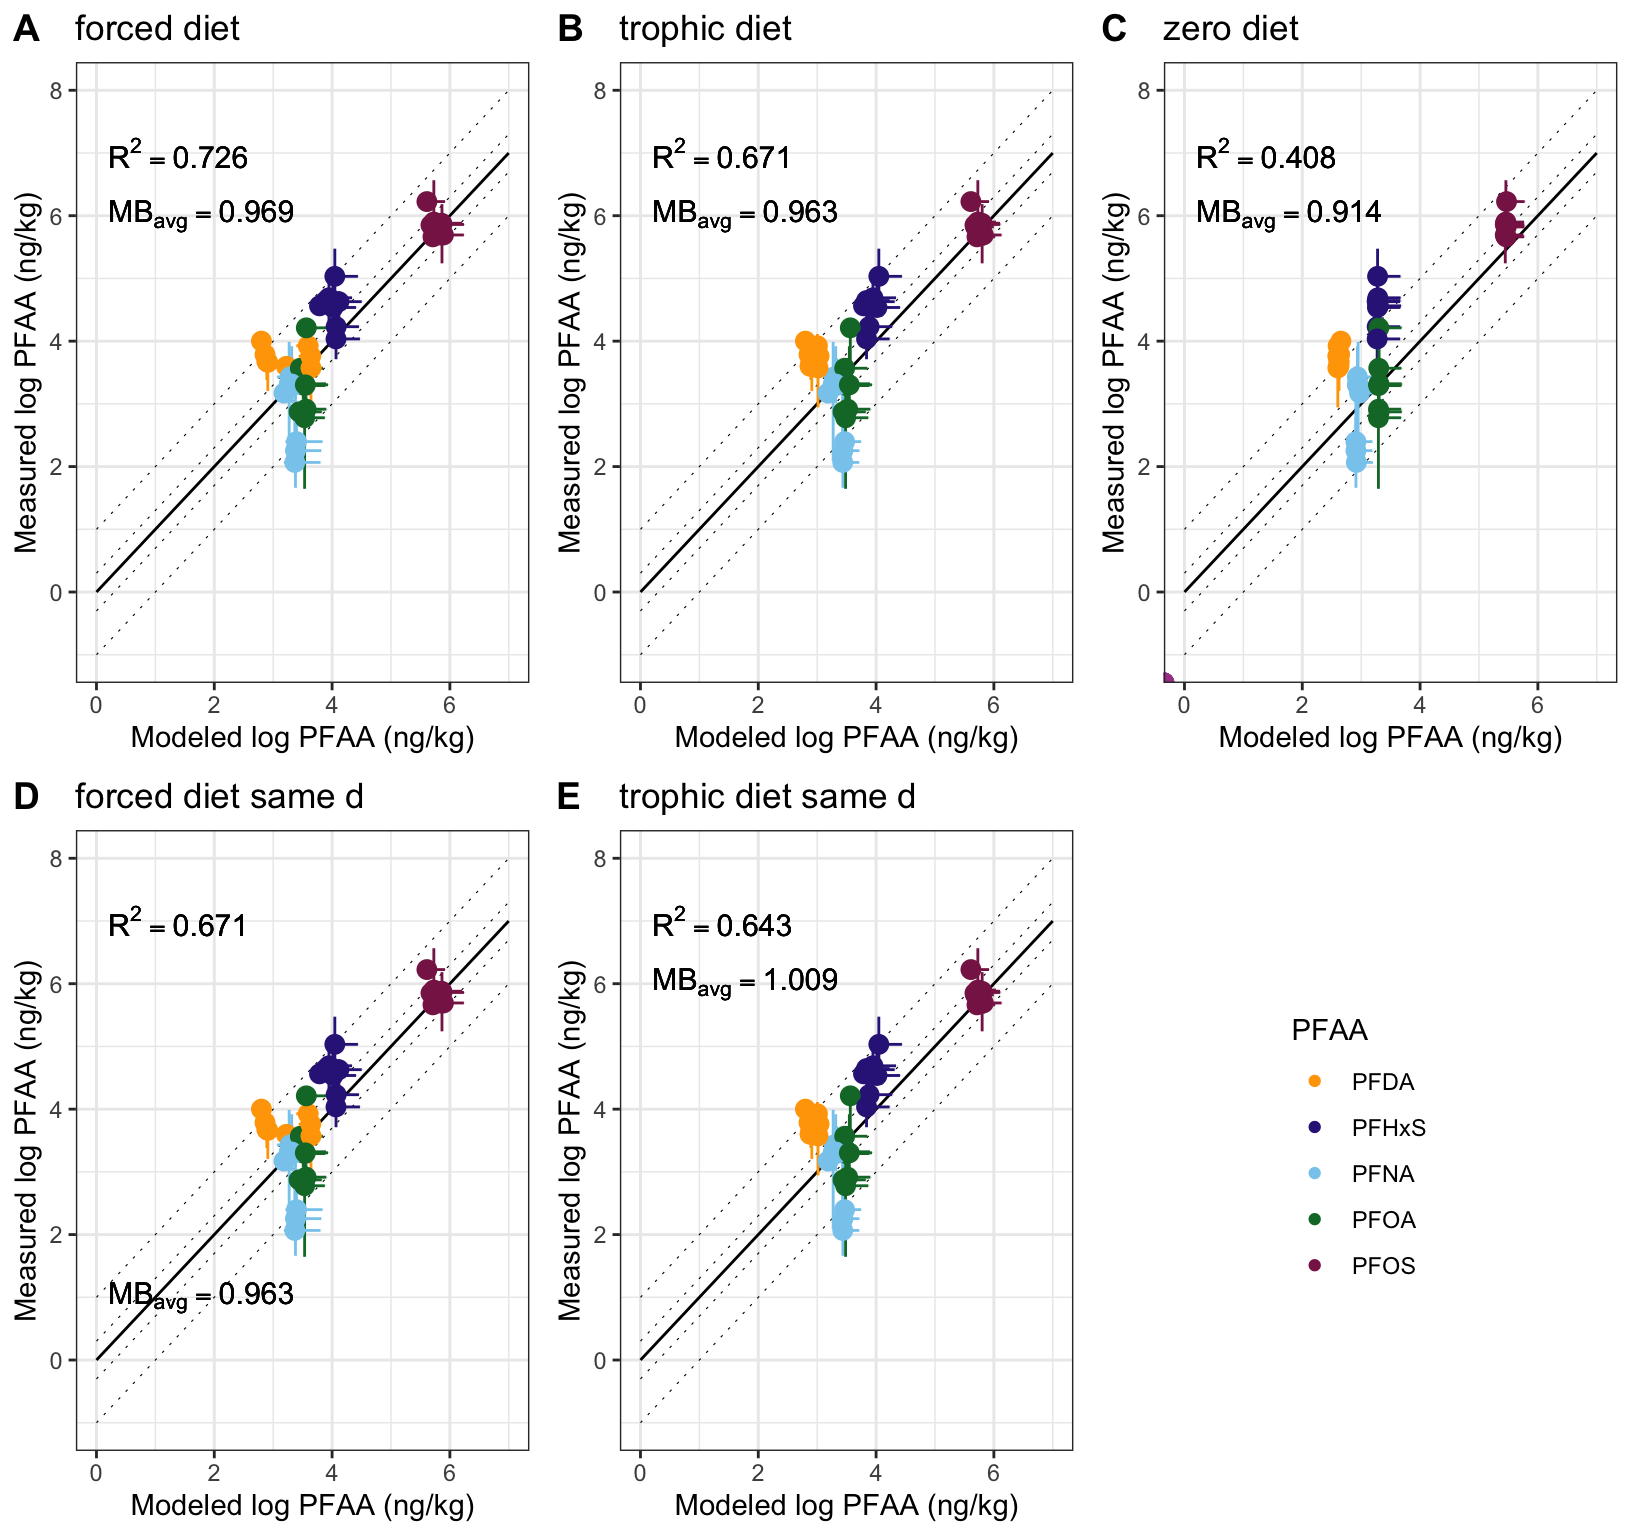 A forced diet
B trophic diet
C zero diet
R² = 0.726
MBavg = 0.969
R² = 0.671
MBavg = 0.963
R² = 0.408
MBavg = 0.914
Measured log PFAA (ng/kg)
8
6
4
2
0
0 2 4 6
Modeled log PFAA (ng/kg)
Measured log PFAA (ng/kg)
8
6
4
2
0
0 2 4 6
Modeled log PFAA (ng/kg)
Measured log PFAA (ng/kg)
8
6
4
2
0
0 2 4 6
Modeled log PFAA (ng/kg)
D forced diet same d
E trophic diet same d
R² = 0.671
MBavg = 0.963
R² = 0.643
MBavg = 1.009
Measured log PFAA (ng/kg)
8
6
4
2
0
0 2 4 6
Modeled log PFAA (ng/kg)
Measured log PFAA (ng/kg)
8
6
4
2
0
0 2 4 6
Modeled log PFAA (ng/kg)
PFAA
PFDA
PFHxS
PFNA
PFOA
PFOS